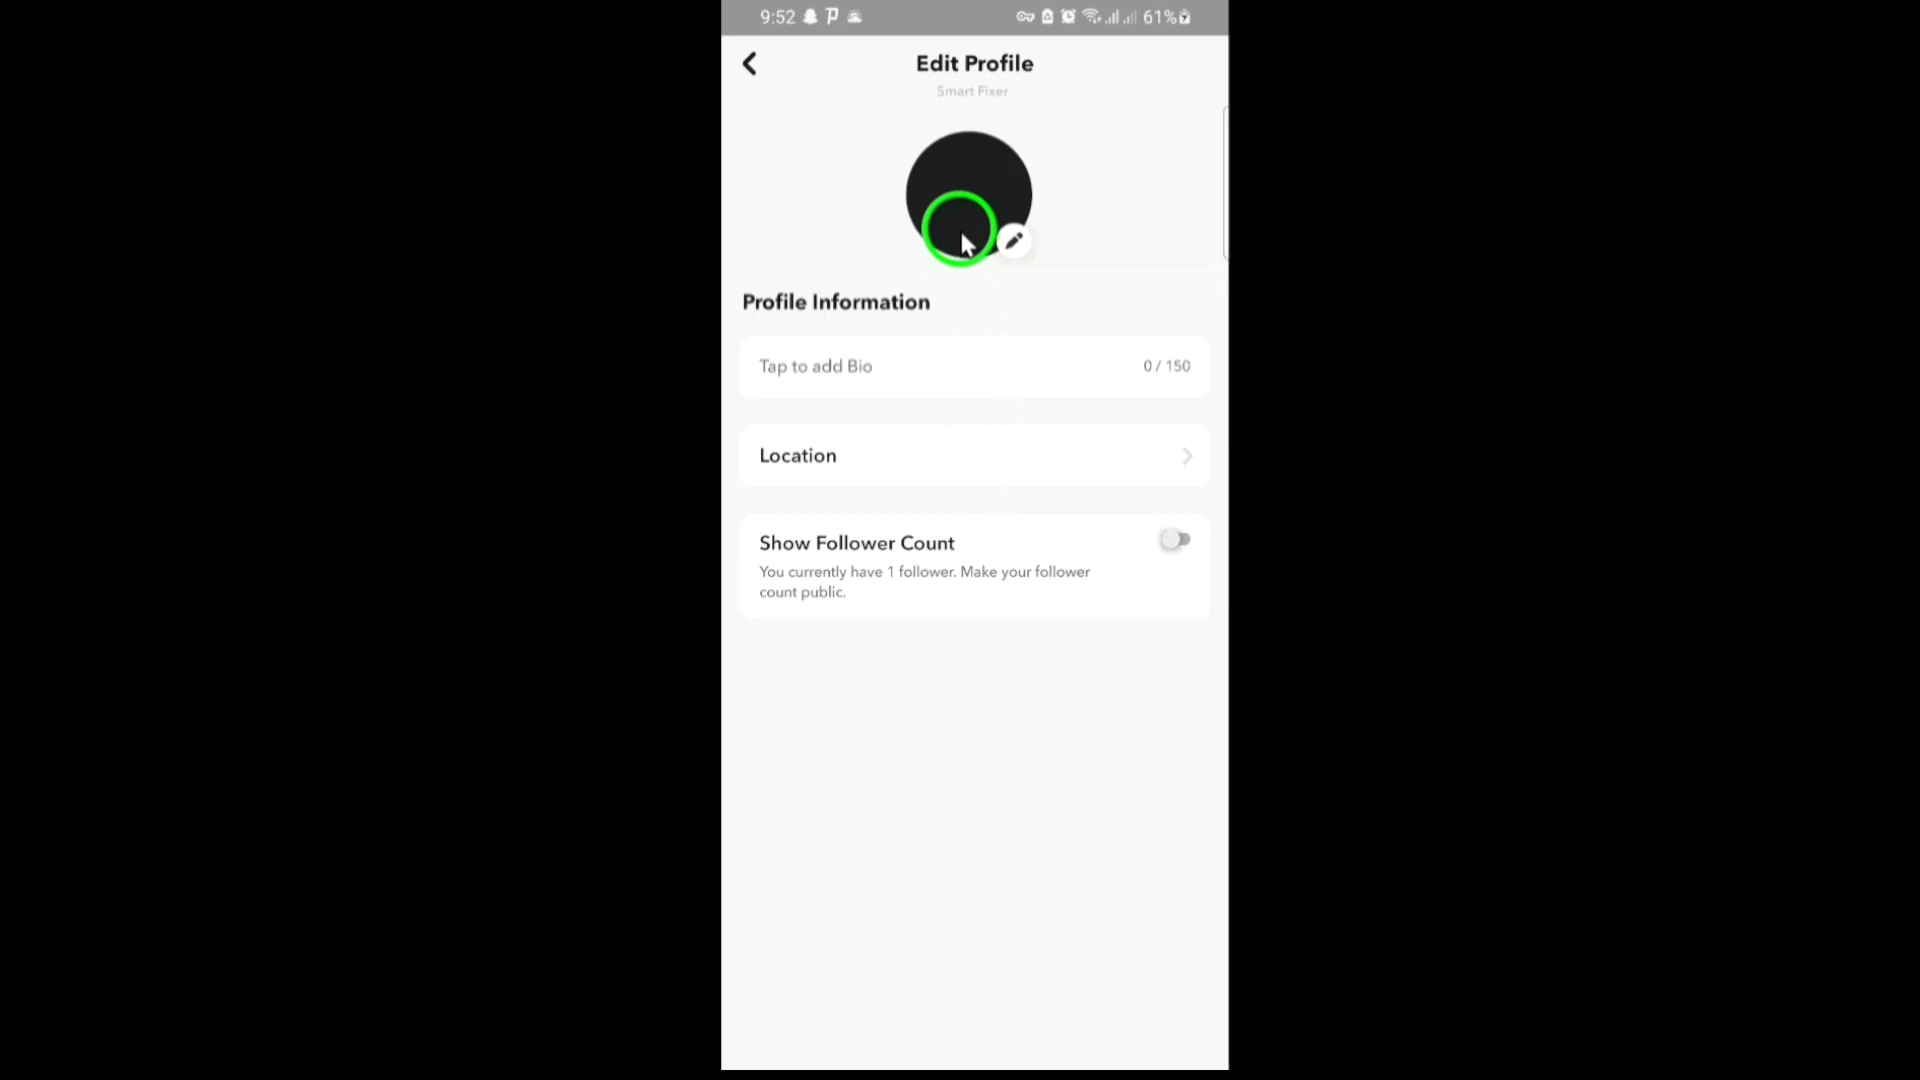 9:52 61%
Edit Profile
Smart Fixer
Profile Information
Tap to add Bio 0 / 150
Location
Show Follower Count
You currently have 1 follower. Make your follower
count public.